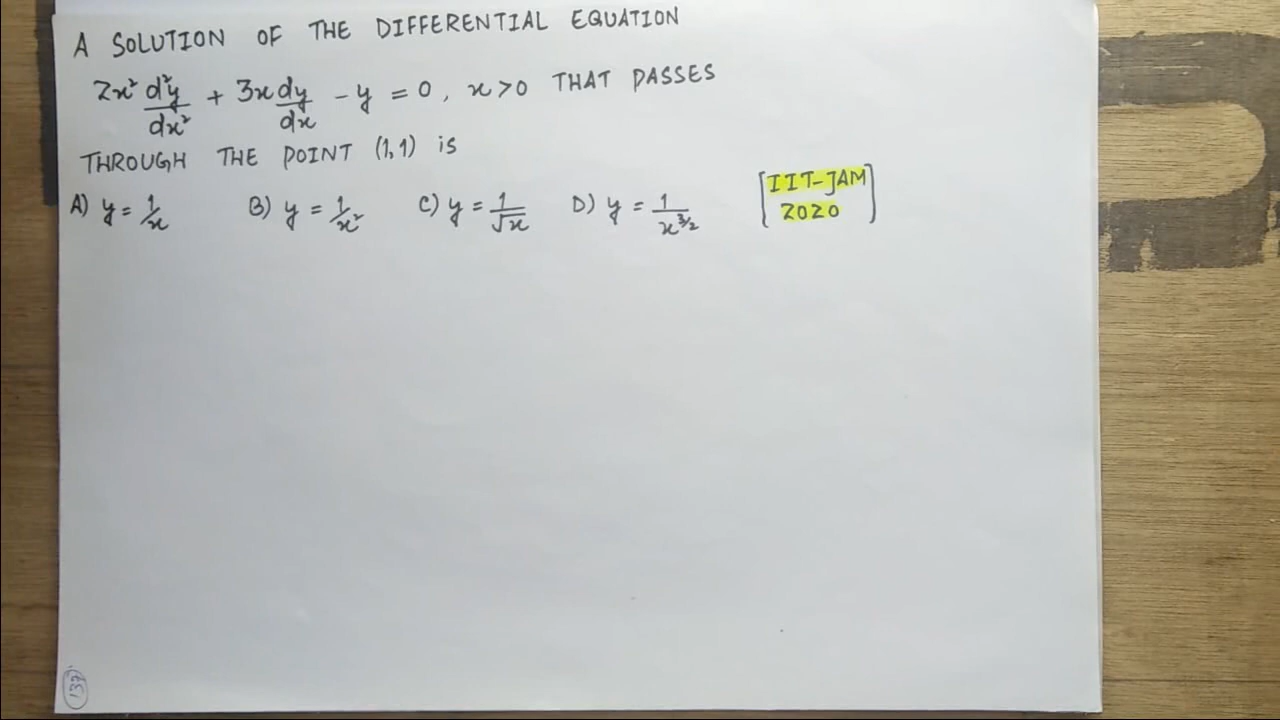 A SOLUTION OF THE DIFFERENTIAL EQUATION
2x² d²y/dx² + 3x dy/dx - y = 0, x>0 THAT PASSES
THROUGH THE POINT (1,1) is
A) y = 1/x B) y = 1/x² C) y = 1/√x D) y = 1/x^3/2 [IIT-JAM 2020]
137